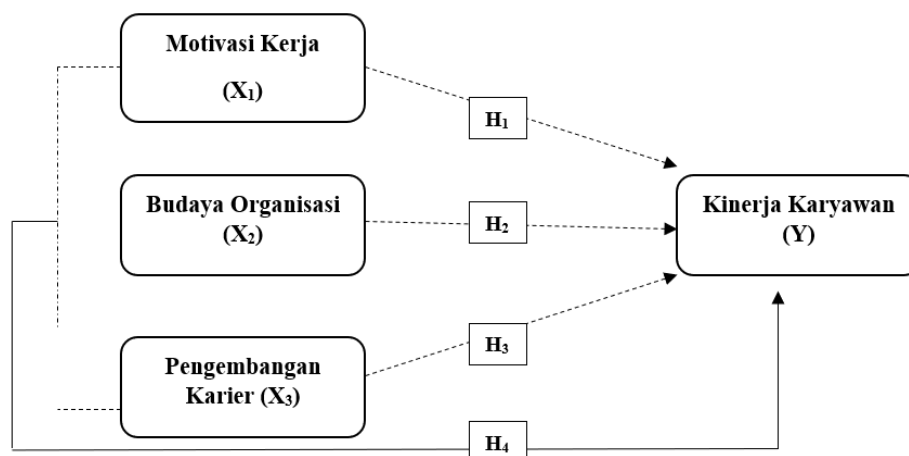 Motivasi Kerja
(X₁)
H₁
Budaya Organisasi
(X₂)
H₂
Kinerja Karyawan
(Y)
H₃
Pengembangan
Karier (X₃)
H₄